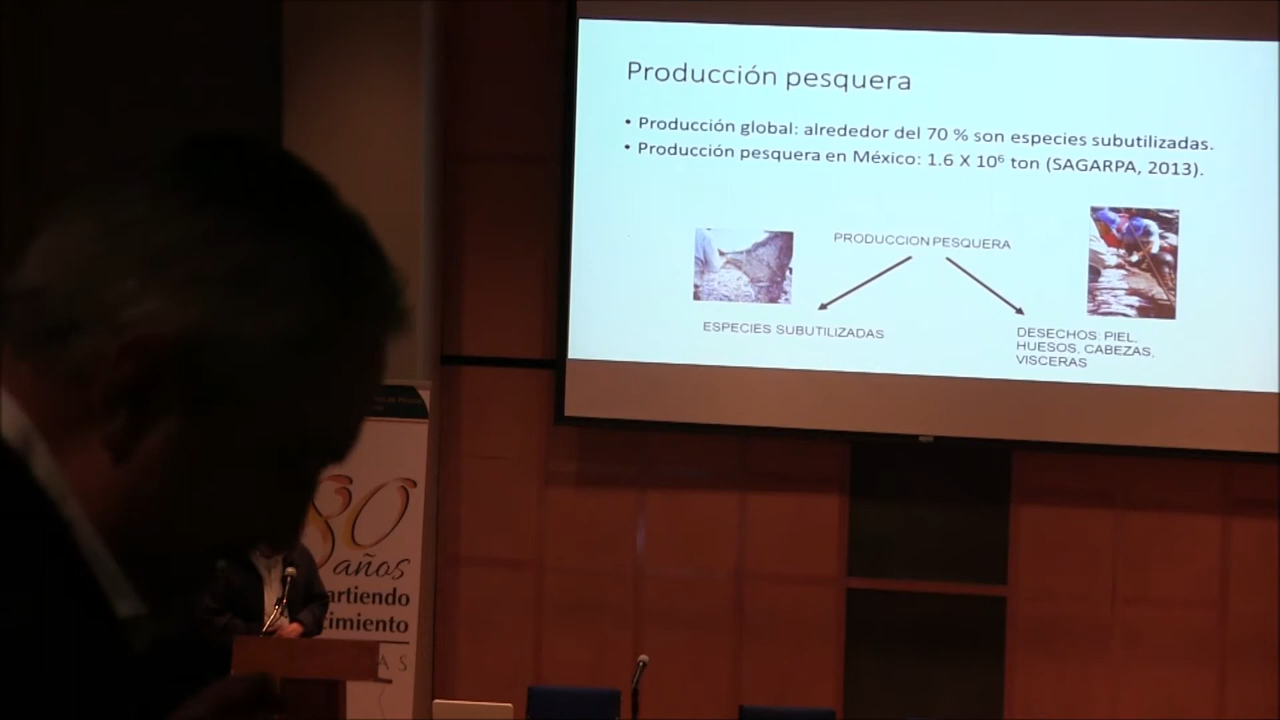 Producción pesquera
• Producción global: alrededor del 70 % son especies subutilizadas.
• Producción pesquera en México: 1.6 X 10⁶ ton (SAGARPA, 2013).
PRODUCCION PESQUERA
ESPECIES SUBUTILIZADAS
DESECHOS: PIEL,
HUESOS, CABEZAS,
VISCERAS
80
años
artiendo
cimiento
A S